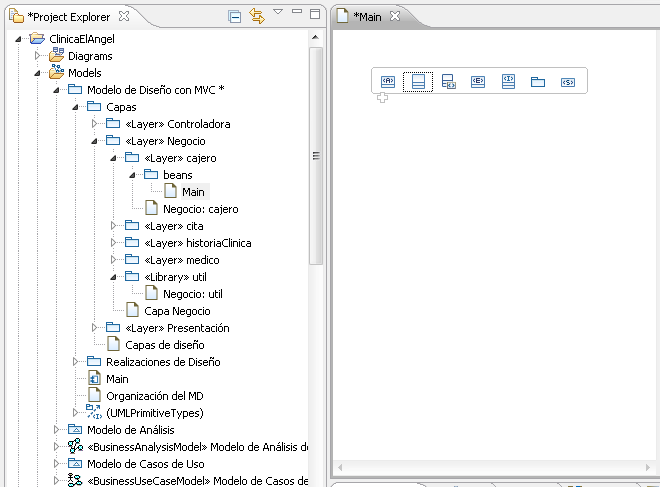 *Project Explorer
ClinicaElAngel
Diagrams
Models
Modelo de Diseño con MVC *
Capas
«Layer» Controladora
«Layer» Negocio
«Layer» cajero
beans
Main
Negocio: cajero
«Layer» cita
«Layer» historiaClinica
«Layer» medico
«Library» util
Negocio: util
Capa Negocio
«Layer» Presentación
Capas de diseño
Realizaciones de Diseño
Main
Organización del MD
(UMLPrimitiveTypes)
Modelo de Análisis
«BusinessAnalysisModel» Modelo de Análisis de
Modelo de Casos de Uso
«BusinessUseCaseModel» Modelo de Casos de
*Main
«A»
«E»
«I»
«S»